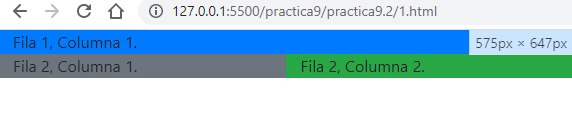 127.0.0.1:5500/practica9/practica9.2/1.html
Fila 1, Columna 1.
575px × 647px
Fila 2, Columna 1.
Fila 2, Columna 2.